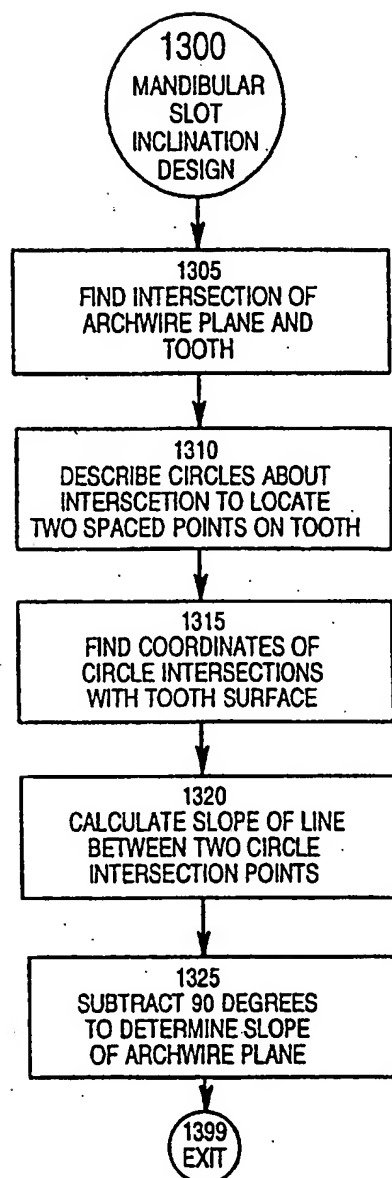 1300
MANDIBULAR
SLOT
INCLINATION
DESIGN
1305
FIND INTERSECTION OF
ARCHWIRE PLANE AND
TOOTH
1310
DESCRIBE CIRCLES ABOUT
INTERSCETION TO LOCATE
TWO SPACED POINTS ON TOOTH
1315
FIND COORDINATES OF
CIRCLE INTERSECTIONS
WITH TOOTH SURFACE
1320
CALCULATE SLOPE OF LINE
BETWEEN TWO CIRCLE
INTERSECTION POINTS
1325
SUBTRACT 90 DEGREES
TO DETERMINE SLOPE
OF ARCHWIRE PLANE
1399
EXIT